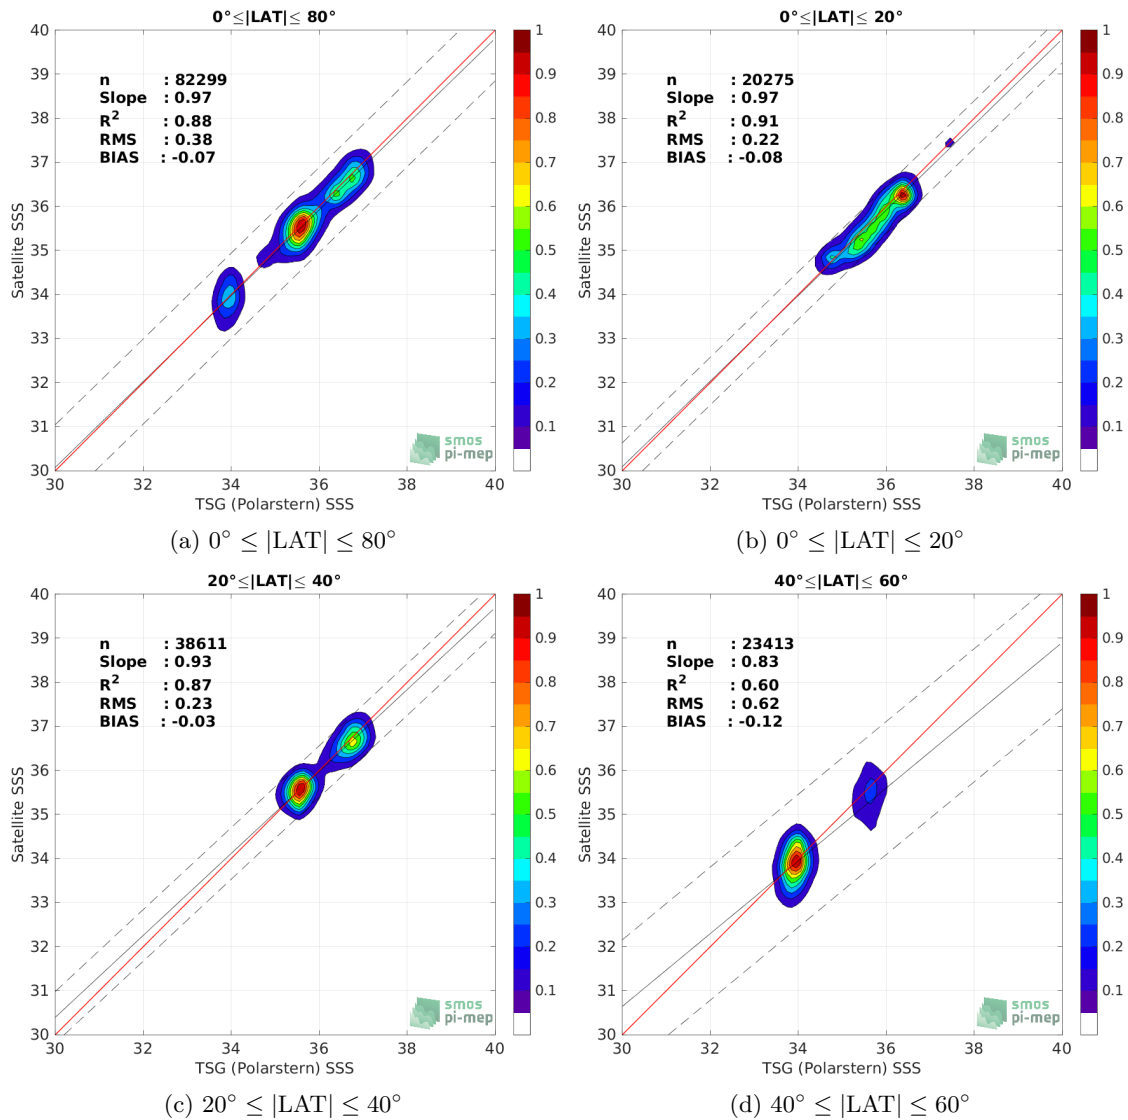 0°≤|LAT|≤ 80°
n : 82299
Slope : 0.97
R² : 0.88
RMS : 0.38
BIAS : -0.07
40
39
38
37
36
35
34
33
32
31
30
30 32 34 36 38 40
Satellite SSS
TSG (Polarstern) SSS
1
0.9
0.8
0.7
0.6
0.5
0.4
0.3
0.2
0.1
smos
pi-mep
(a) 0° ≤ |LAT| ≤ 80°
0°≤|LAT|≤ 20°
n : 20275
Slope : 0.97
R² : 0.91
RMS : 0.22
BIAS : -0.08
40
39
38
37
36
35
34
33
32
31
30
30 32 34 36 38 40
Satellite SSS
TSG (Polarstern) SSS
1
0.9
0.8
0.7
0.6
0.5
0.4
0.3
0.2
0.1
smos
pi-mep
(b) 0° ≤ |LAT| ≤ 20°
20°≤|LAT|≤ 40°
n : 38611
Slope : 0.93
R² : 0.87
RMS : 0.23
BIAS : -0.03
40
39
38
37
36
35
34
33
32
31
30
30 32 34 36 38 40
Satellite SSS
TSG (Polarstern) SSS
1
0.9
0.8
0.7
0.6
0.5
0.4
0.3
0.2
0.1
smos
pi-mep
(c) 20° ≤ |LAT| ≤ 40°
40°≤|LAT|≤ 60°
n : 23413
Slope : 0.83
R² : 0.60
RMS : 0.62
BIAS : -0.12
40
39
38
37
36
35
34
33
32
31
30
30 32 34 36 38 40
Satellite SSS
TSG (Polarstern) SSS
1
0.9
0.8
0.7
0.6
0.5
0.4
0.3
0.2
0.1
smos
pi-mep
(d) 40° ≤ |LAT| ≤ 60°